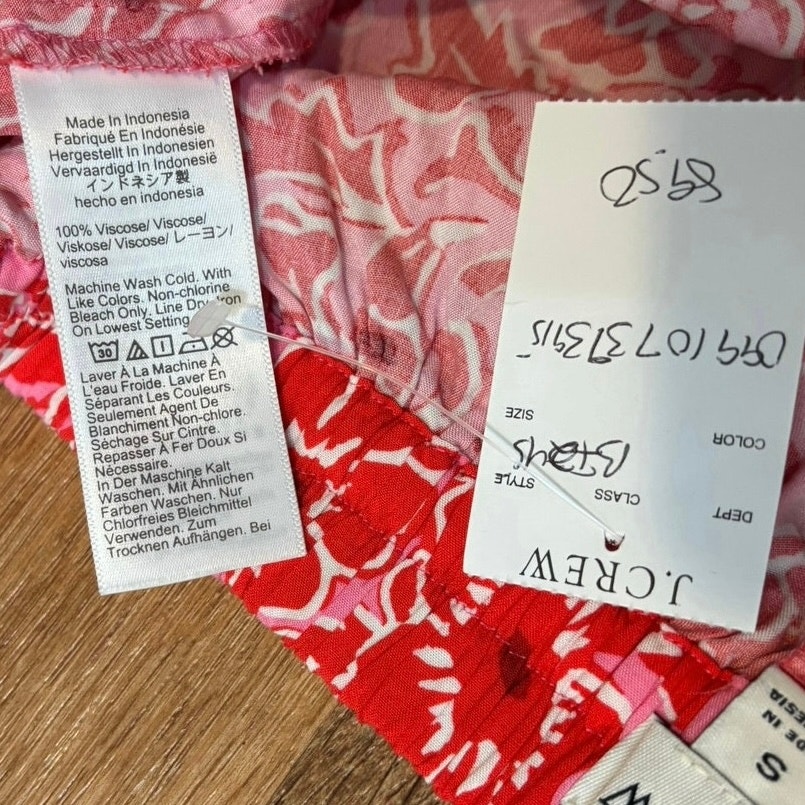 Made In Indonesia
Fabriqué En Indonésie
Hergestellt In Indonesien
Vervaardigd In Indonesië
インドネシア製
hecho en indonesia
100% Viscose/ Viscose/
Viskose/ Viscose/ レーヨン/
viscosa
Machine Wash Cold. With
Like Colors. Non-chlorine
Bleach Only. Line Dry. Iron
On Lowest Setting
30
Laver À La Machine À
L'eau Froide. Laver En
Séparant Les Couleurs.
Seulement Agent De
Blanchiment Non-chlore.
Séchage Sur Cintre.
Repasser À Fer Doux Si
Nécessaire.
In Der Maschine Kalt
Waschen. Mit Ähnlichen
Farben Waschen. Nur
Chlorfreies Bleichmittel
Verwenden. Zum
Trocknen Aufhängen. Bei
J.CREW
DEPT CLASS STYLE
COLOR SIZE
89.50
S
DE IN
ESIA
W